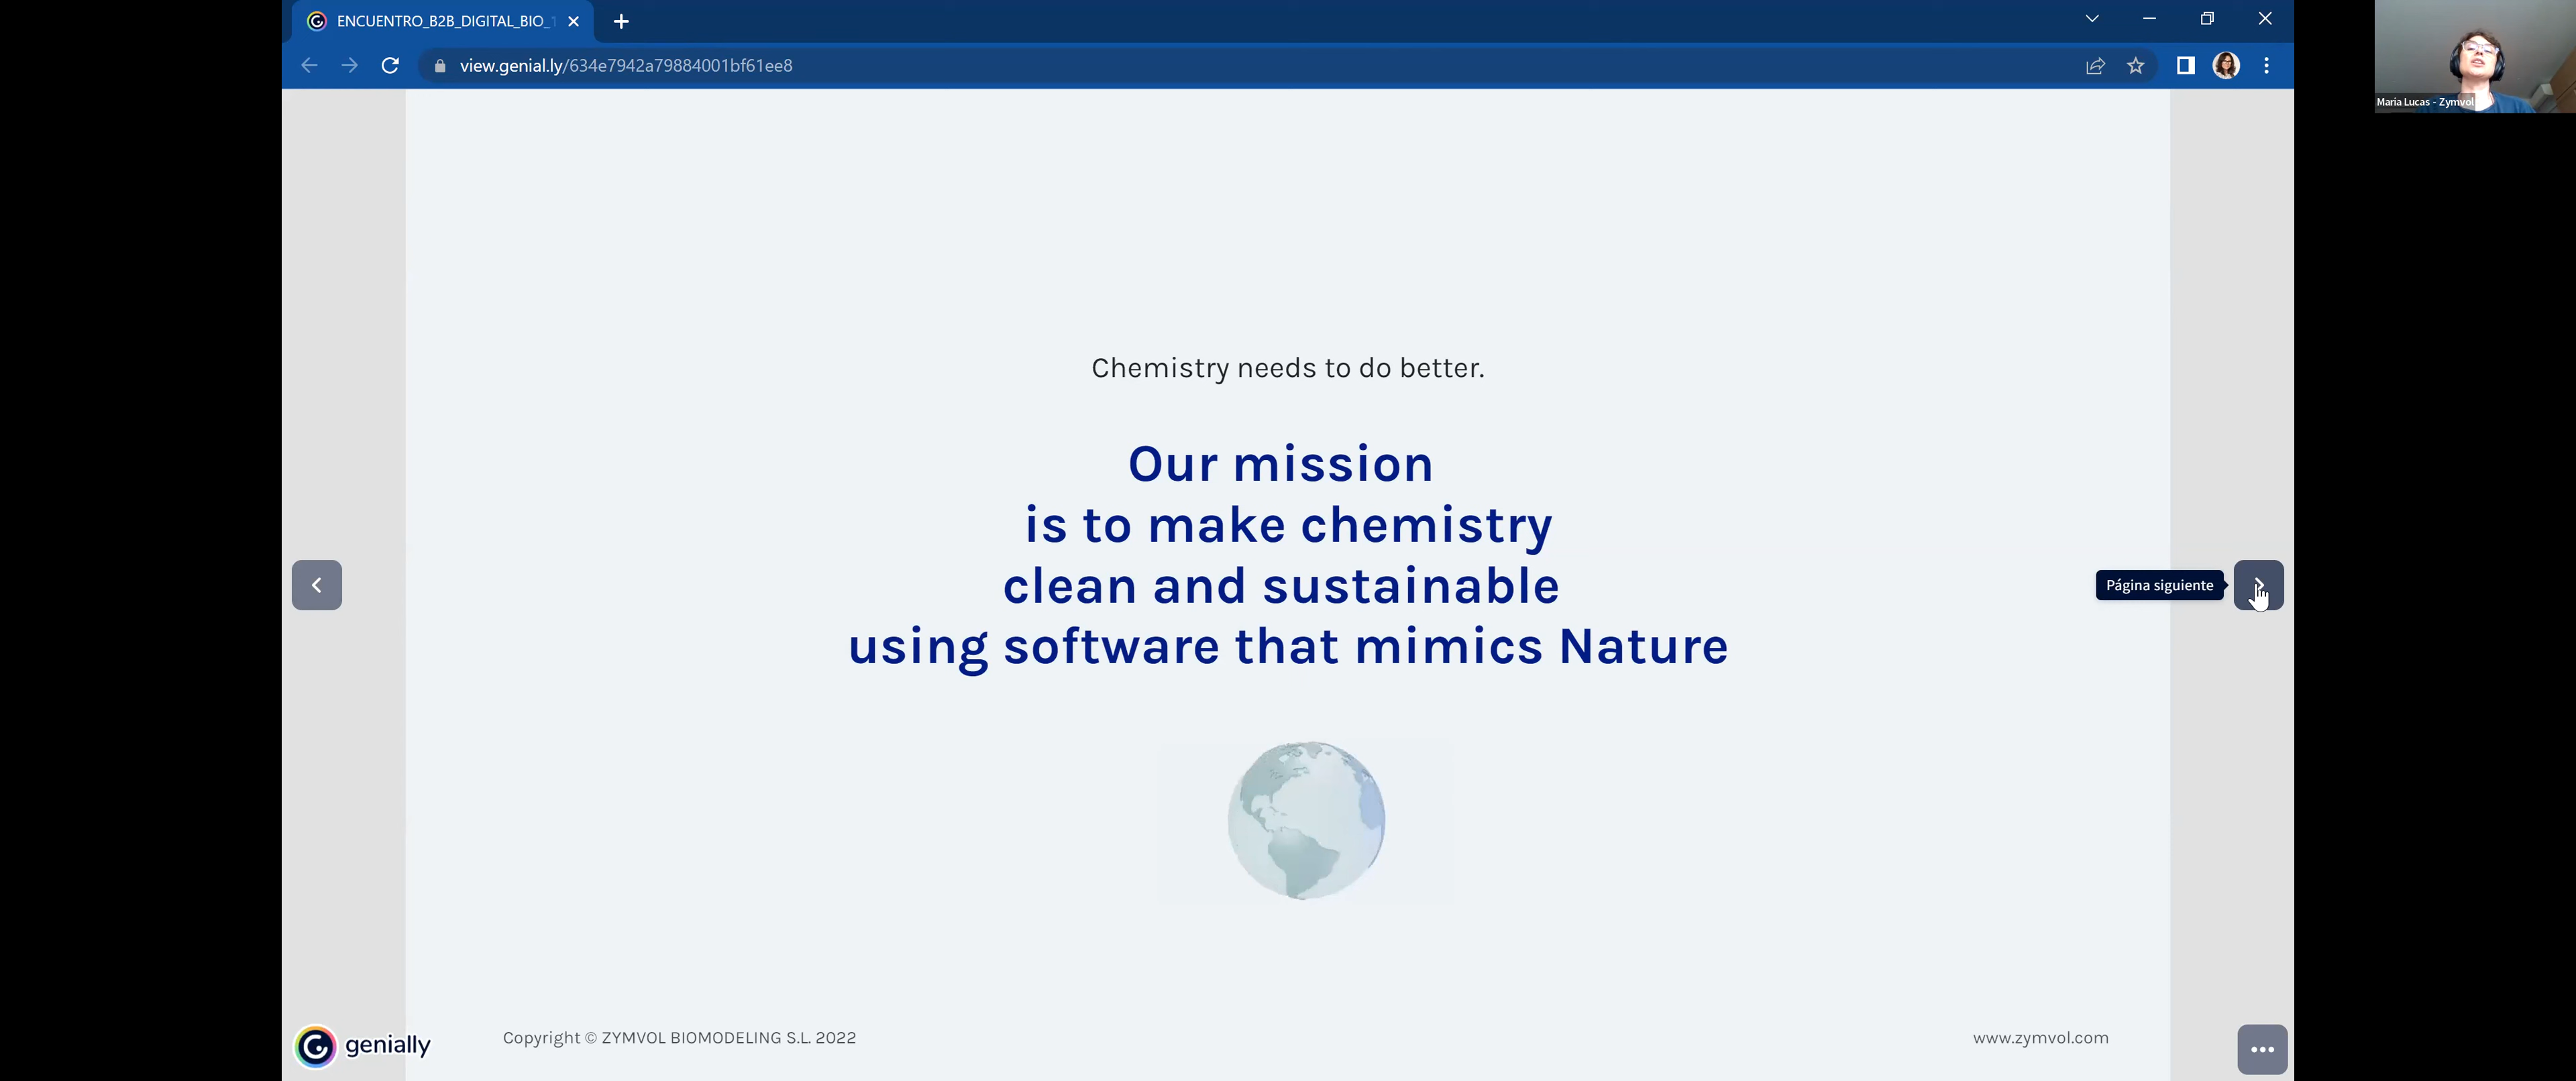 ENCUENTRO_B2B_DIGITAL_BIO_
view.genial.ly/634e7942a79884001bf61ee8
Maria Lucas - Zymvol
Chemistry needs to do better.
Our mission
is to make chemistry
clean and sustainable
using software that mimics Nature
Página siguiente
genially
Copyright © ZYMVOL BIOMODELING S.L. 2022
www.zymvol.com